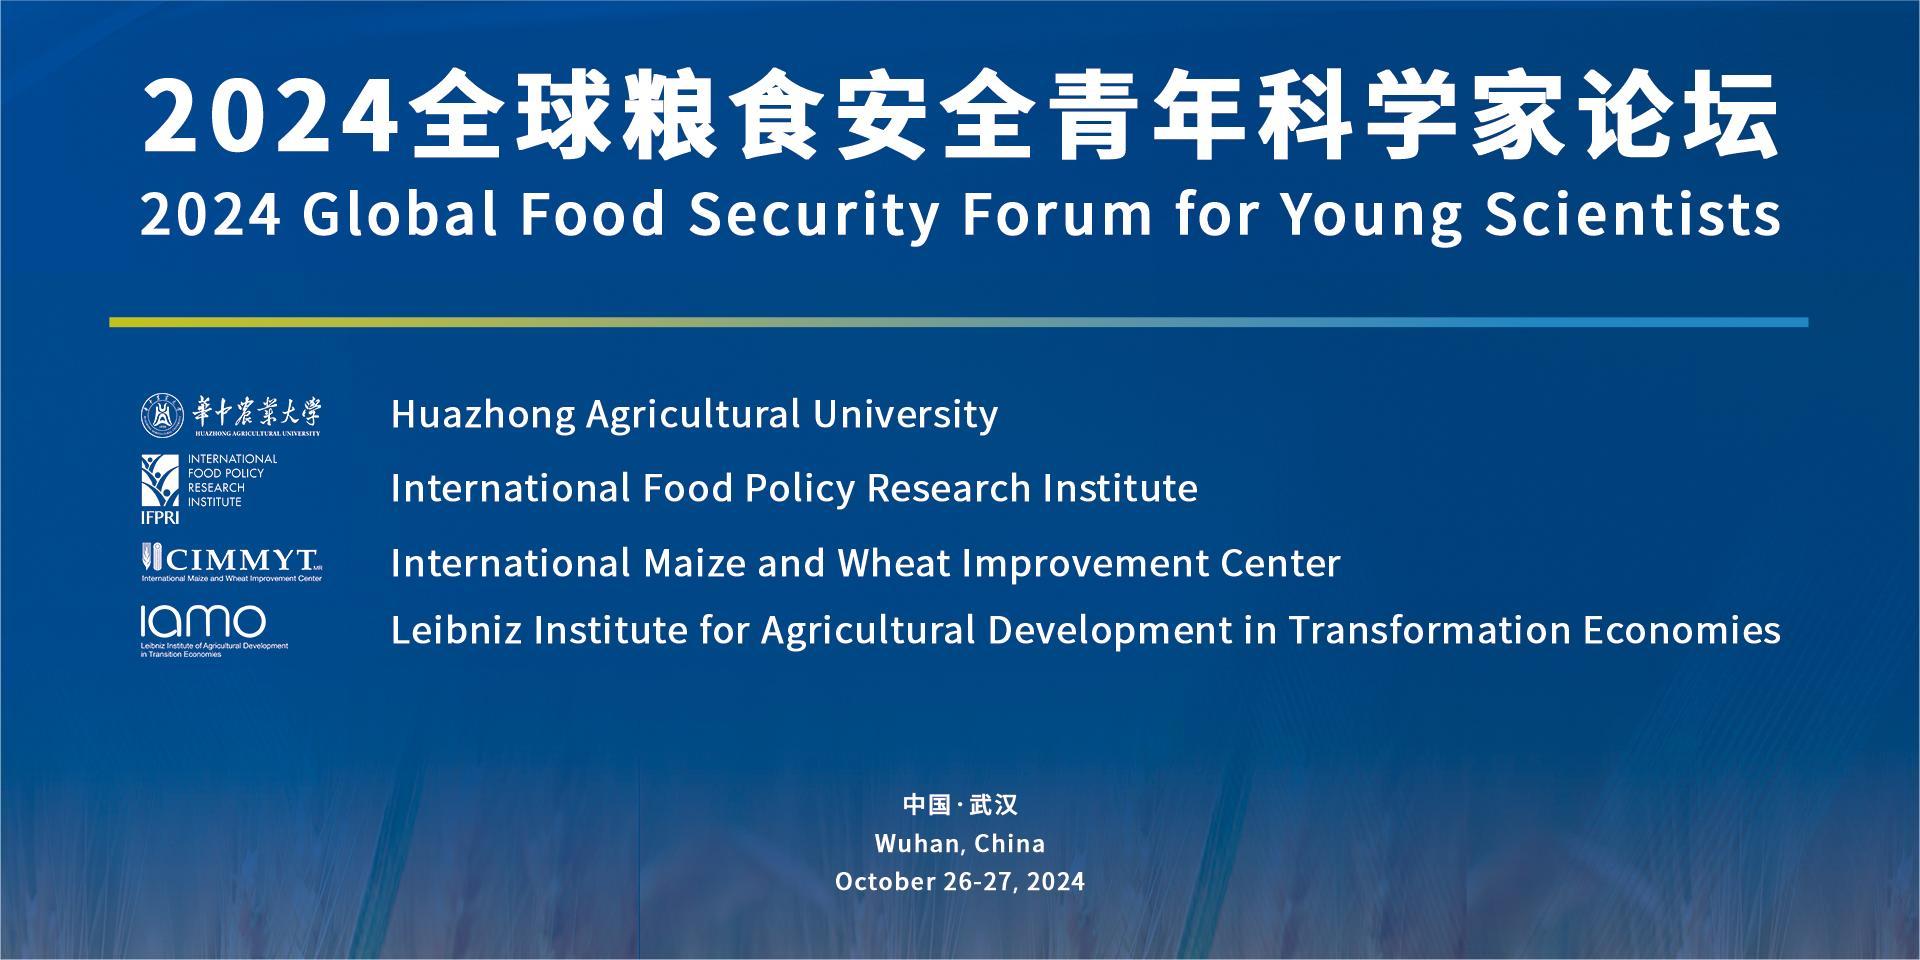 2024全球粮食安全青年科学家论坛
2024 Global Food Security Forum for Young Scientists
華中農業大学
HUAZHONG AGRICULTURAL UNIVERSITY
Huazhong Agricultural University
INTERNATIONAL
FOOD POLICY
RESEARCH
INSTITUTE
IFPRI
International Food Policy Research Institute
CIMMYT MR
International Maize and Wheat Improvement Center
International Maize and Wheat Improvement Center
IAMO
Leibniz Institute of Agricultural Development
in Transition Economies
Leibniz Institute for Agricultural Development in Transformation Economies
中国·武汉
Wuhan, China
October 26-27, 2024